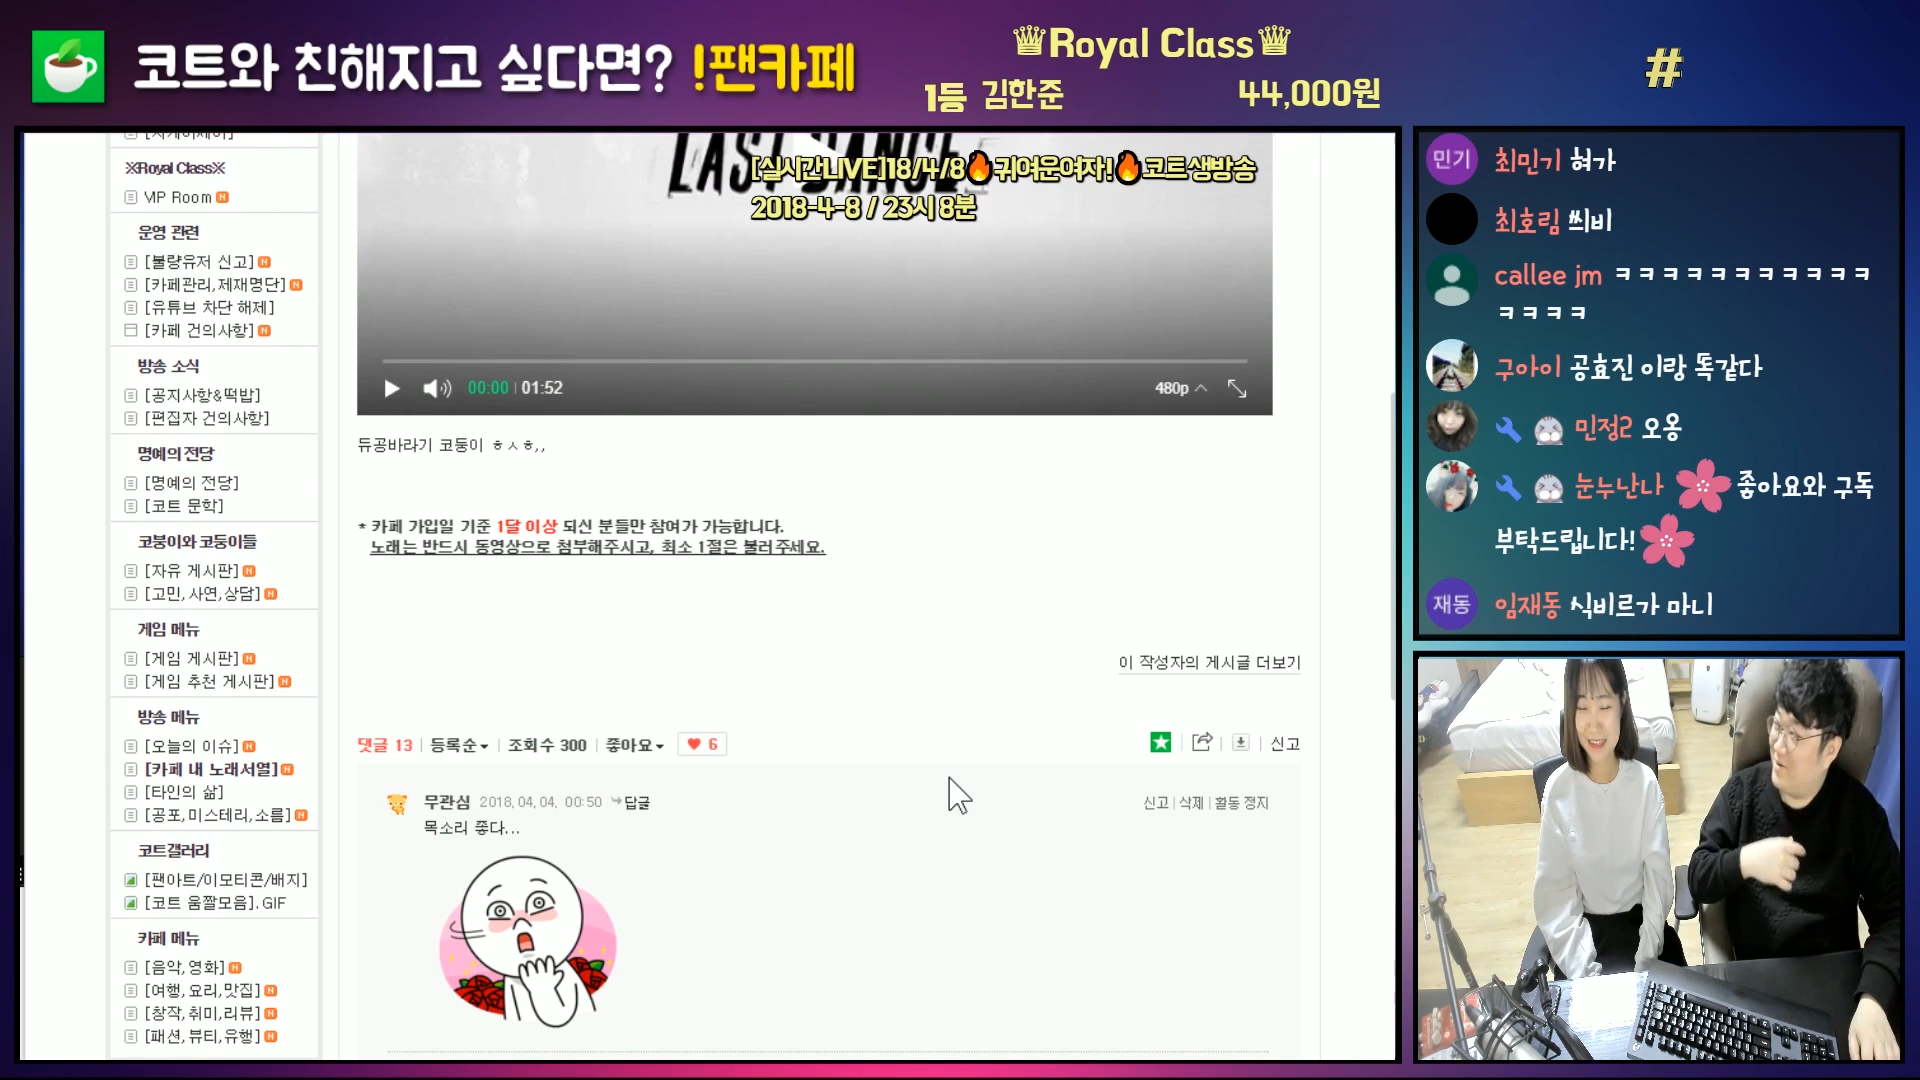 코트와 친해지고 싶다면? !팬카페
♕Royal Class♕
1등 김한준 44,000원
#
※Royal Class※
VIP Room N
운영 관련
[불량유저 신고] N
[카페관리,제재명단] N
[유튜브 차단 해제]
[카페 건의사항] N
방송 소식
[공지사항&떡밥]
[편집자 건의사항]
명예의 전당
[명예의 전당]
[코트 문학]
코붕이와 코둥이들
[자유 게시판] N
[고민,사연,상담] N
게임 메뉴
[게임 게시판] N
[게임 추천 게시판] N
방송 메뉴
[오늘의 이슈] N
[카페 내 노래서열] N
[타인의 삶]
[공포,미스테리,소름] N
코트갤러리
[팬아트/이모티콘/배지]
[코트 움짤모음].GIF
카페 메뉴
[음악,영화] N
[여행,요리,맛집] N
[창작,취미,리뷰] N
[패션,뷰티,유행] N
LAST DANCE
[실시간LIVE]18/4/8🔥귀여운여자!🔥코트생방송
2018-4-8 / 23시 8분
00:00 | 01:52
480p
듀공바라기 코둥이 ㅎㅅㅎ,,
* 카페 가입일 기준 1달 이상 되신 분들만 참여가 가능합니다.
노래는 반드시 동영상으로 첨부해주시고, 최소 1절은 불러주세요.
이 작성자의 게시글 더보기
댓글 13 | 등록순 | 조회수 300 | 좋아요 ♥ 6
신고
무관심 2018.04.04. 00:50 답글
신고 | 삭제 | 활동 정지
목소리 좋다...
민기 최민기 혀가
최호림 씌비
callee jm ㅋㅋㅋㅋㅋㅋㅋㅋㅋㅋㅋ
ㅋㅋㅋㅋ
구아이 공효진 이랑 똑같다
민정2 오옹
눈누난나 🌸좋아요와 구독
부탁드립니다!🌸
재동 임재동 식비르가 마니